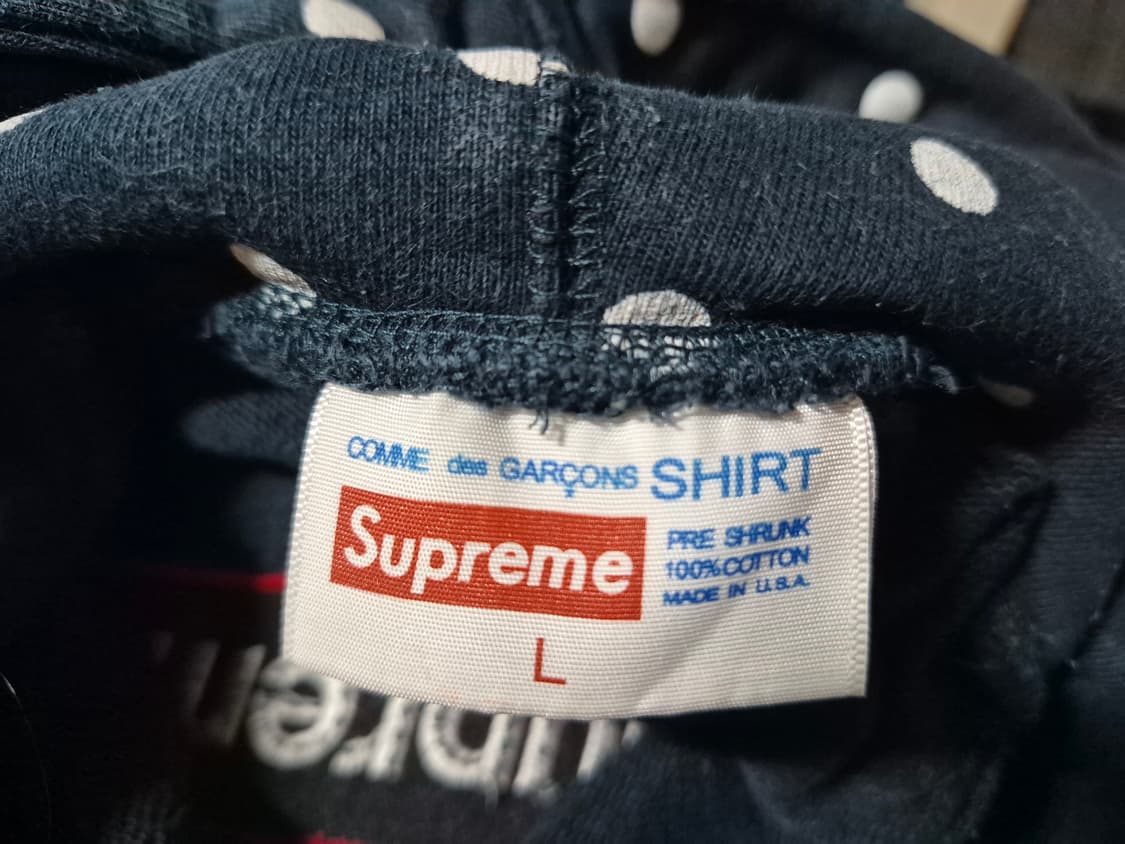 COMME des GARÇONS SHIRT
Supreme
PRE SHRUNK
100% COTTON
MADE IN U.S.A.
L